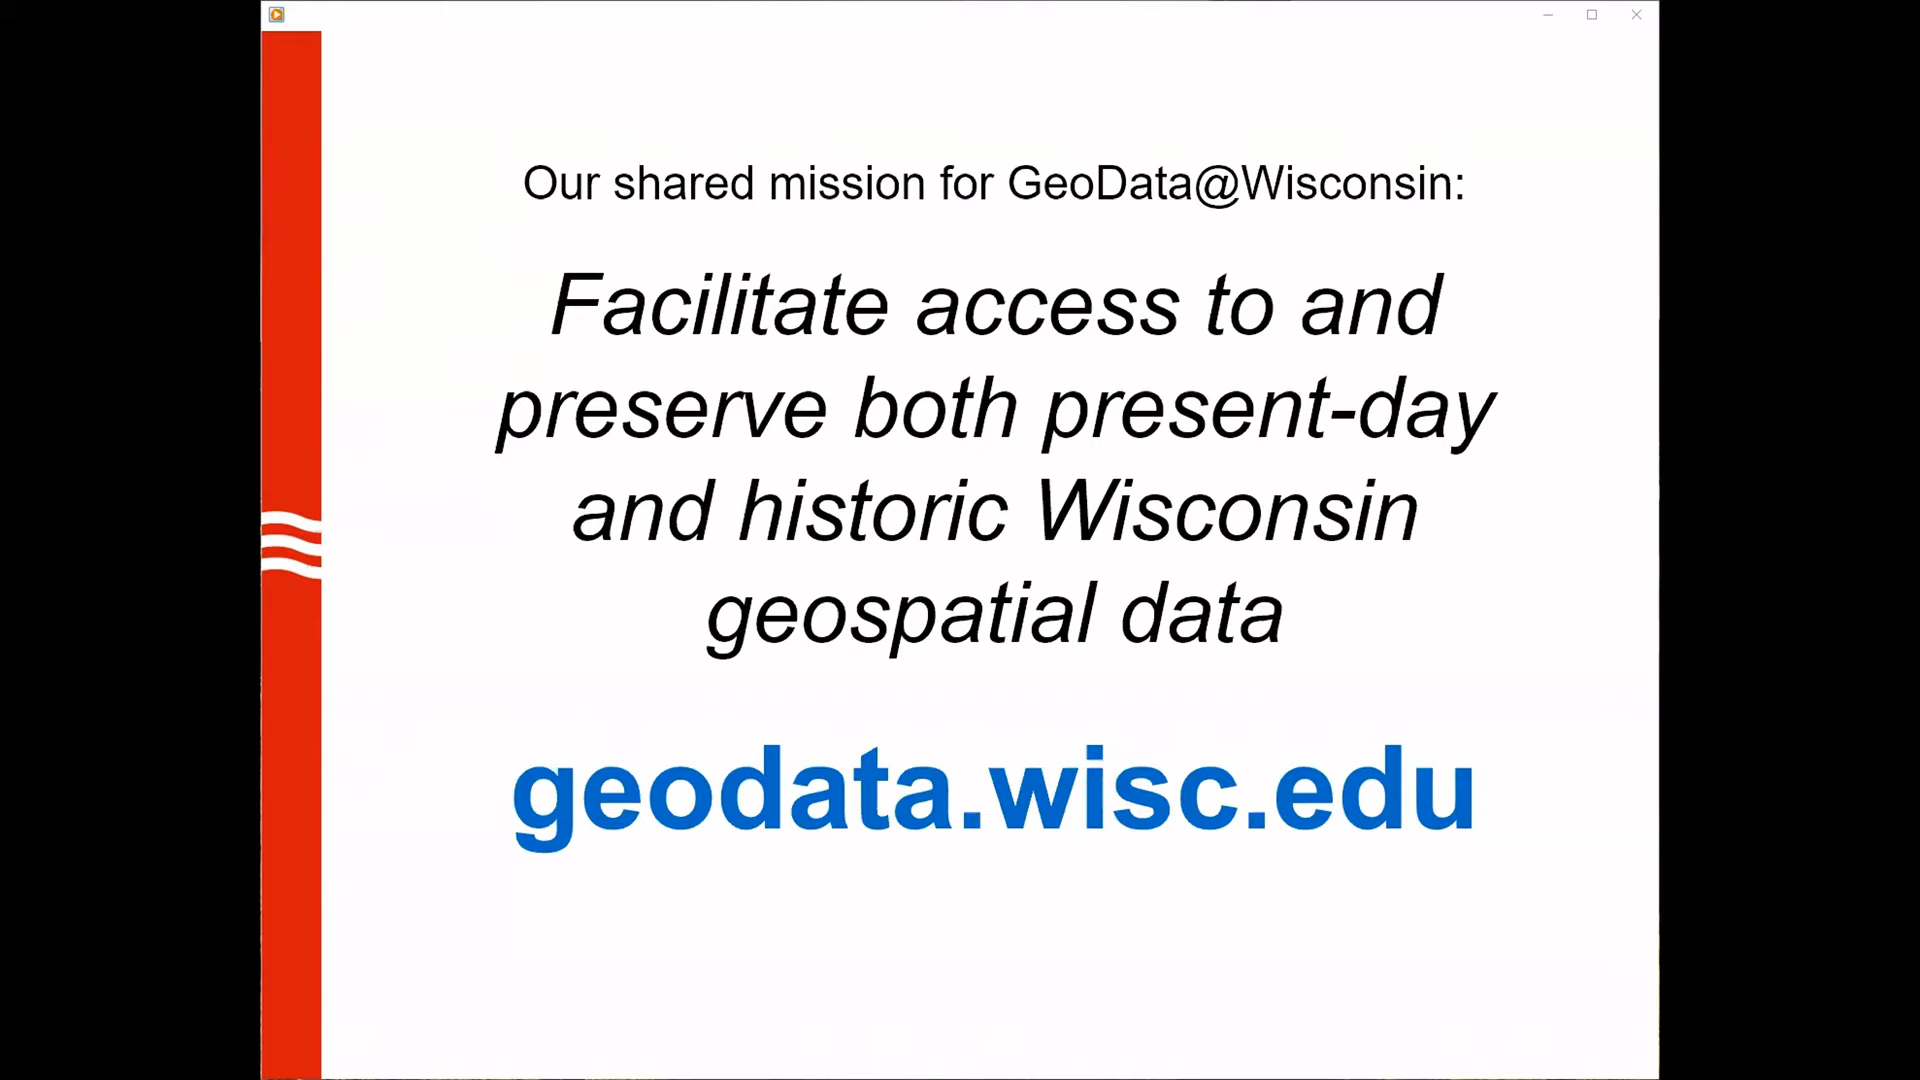 Our shared mission for GeoData@Wisconsin:
Facilitate access to and
preserve both present-day
and historic Wisconsin
geospatial data
geodata.wisc.edu